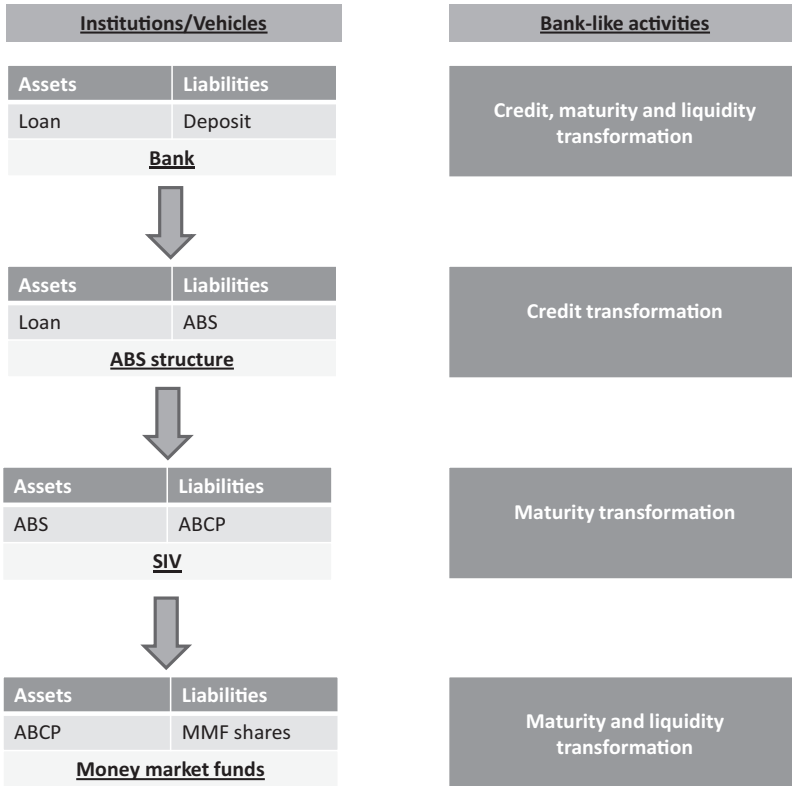 Institutions/Vehicles
Bank-like activities
Assets Liabilities
Loan Deposit
Bank
Credit, maturity and liquidity
transformation
Assets Liabilities
Loan ABS
ABS structure
Credit transformation
Assets Liabilities
ABS ABCP
SIV
Maturity transformation
Assets Liabilities
ABCP MMF shares
Money market funds
Maturity and liquidity
transformation